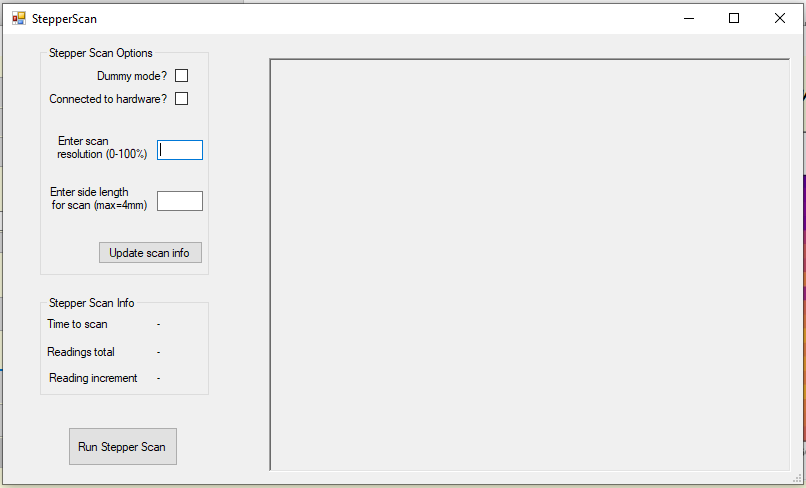 StepperScan
Stepper Scan Options
Dummy mode?
Connected to hardware?
Enter scan
resolution (0-100%)
Enter side length
for scan (max=4mm)
Update scan info
Stepper Scan Info
Time to scan -
Readings total -
Reading increment -
Run Stepper Scan